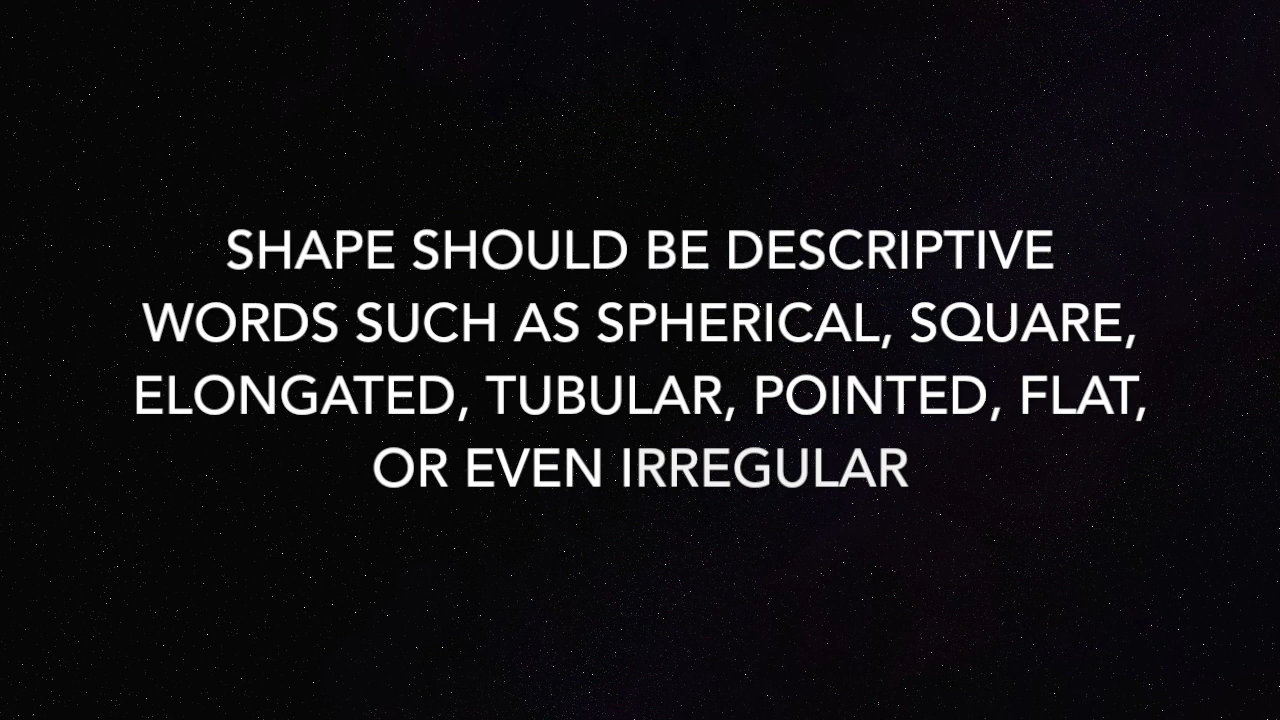 SHAPE SHOULD BE DESCRIPTIVE
WORDS SUCH AS SPHERICAL, SQUARE,
ELONGATED, TUBULAR, POINTED, FLAT,
OR EVEN IRREGULAR